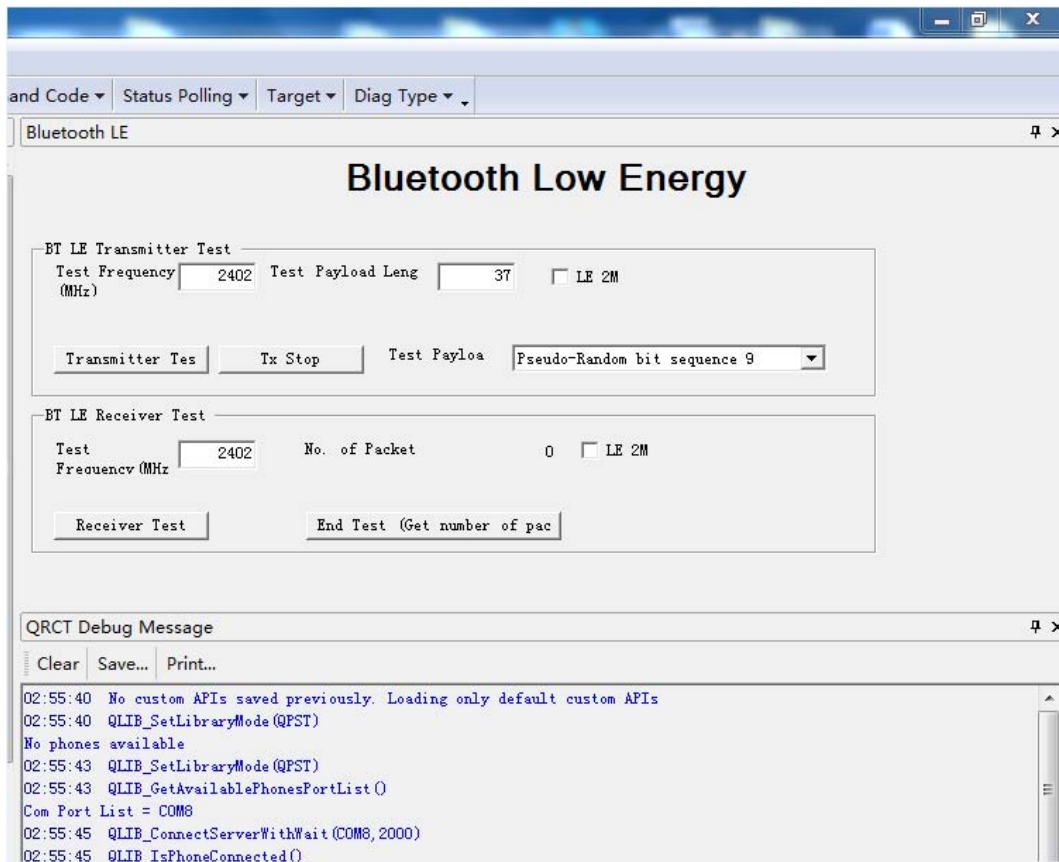 and Code Status Polling Target Diag Type
Bluetooth LE
Bluetooth Low Energy
BT LE Transmitter Test
Test Frequency 2402 Test Payload Leng 37 LE 2M
(MHz)
Transmitter Tes Tx Stop Test Payloa Pseudo-Random bit sequence 9
BT LE Receiver Test
Test 2402 No. of Packet 0 LE 2M
Frequency (MHz
Receiver Test End Test (Get number of pac
QRCT Debug Message
Clear Save... Print...
02:55:40 No custom APIs saved previously. Loading only default custom APIs
02:55:40 QLIB_SetLibraryMode(QPST)
No phones available
02:55:43 QLIB_SetLibraryMode(QPST)
02:55:43 QLIB_GetAvailablePhonesPortList()
Com Port List = COM8
02:55:45 QLIB_ConnectServerWithWait(COM8,2000)
02:55:45 QLIB_IsPhoneConnected()